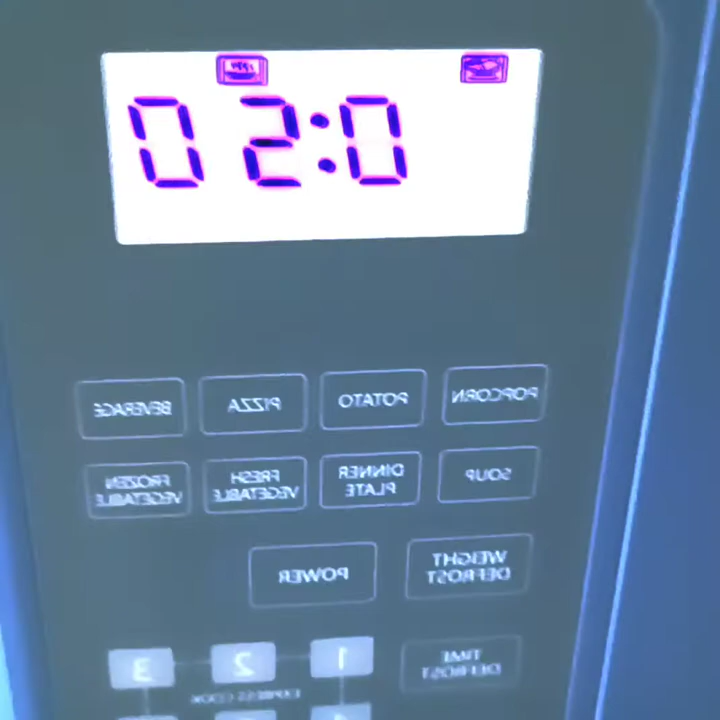 0:50
POPCORN POTATO PIZZA BEVERAGE
SOUP DINNER PLATE FRESH VEGETABLE FROZEN VEGETABLE
WEIGHT DEFROST POWER
TIME DEFROST 1 2 3
EXPRESS COOK